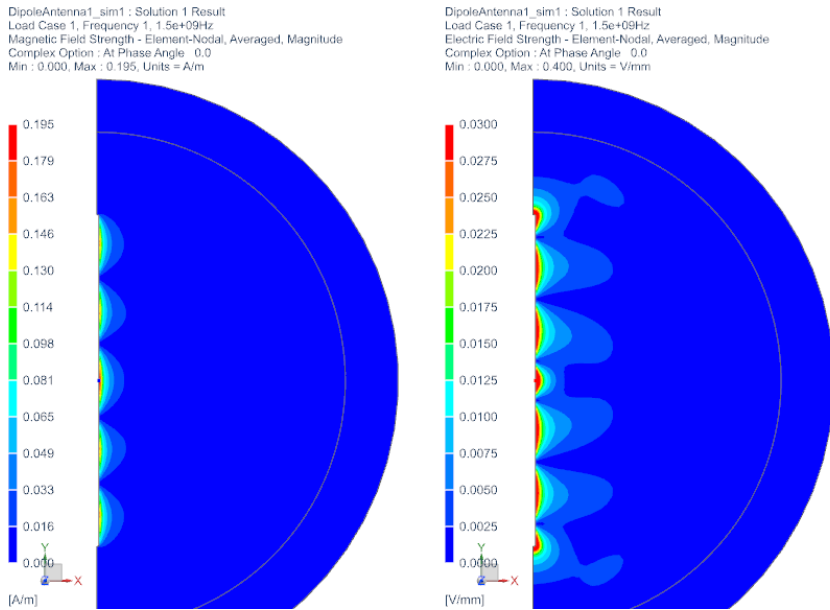 DipoleAntenna1_sim1 : Solution 1 Result
Load Case 1, Frequency 1, 1.5e+09Hz
Magnetic Field Strength - Element-Nodal, Averaged, Magnitude
Complex Option : At Phase Angle 0.0
Min : 0.000, Max : 0.195, Units = A/m
0.195
0.179
0.163
0.146
0.130
0.114
0.098
0.081
0.065
0.049
0.033
0.016
0.000
Y
Z
X
[A/m]
DipoleAntenna1_sim1 : Solution 1 Result
Load Case 1, Frequency 1, 1.5e+09Hz
Electric Field Strength - Element-Nodal, Averaged, Magnitude
Complex Option : At Phase Angle 0.0
Min : 0.000, Max : 0.400, Units = V/mm
0.0300
0.0275
0.0250
0.0225
0.0200
0.0175
0.0150
0.0125
0.0100
0.0075
0.0050
0.0025
0.0000
Y
Z
X
[V/mm]